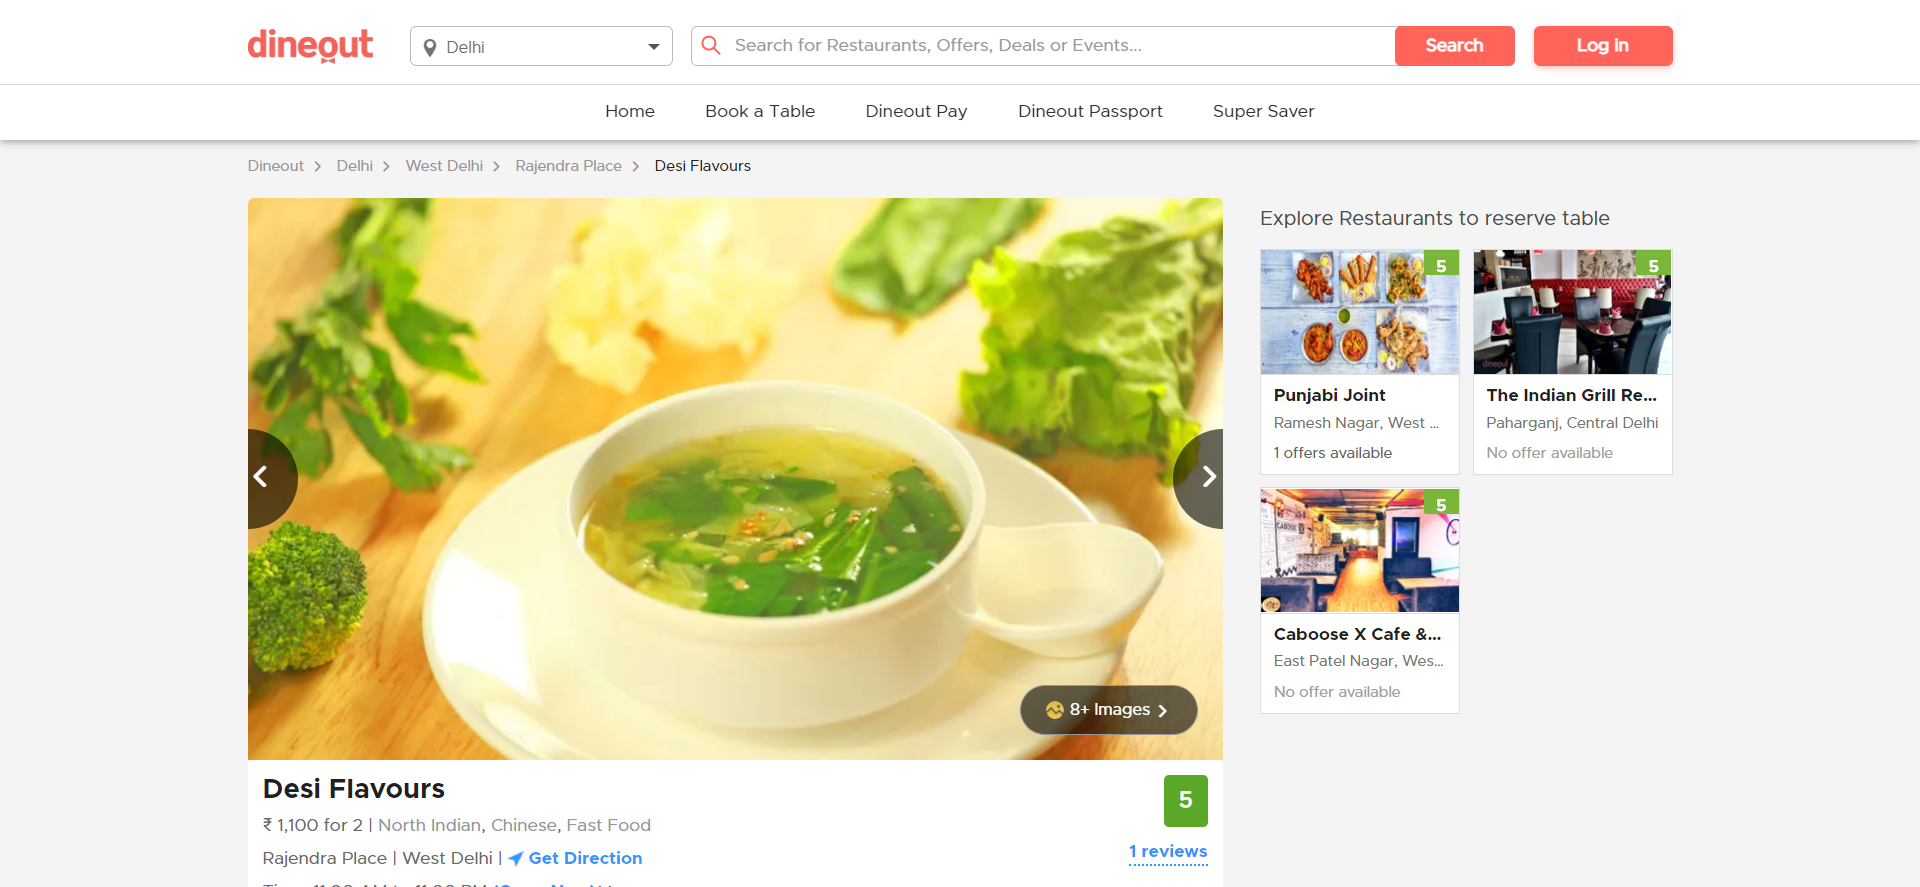 dineout
Delhi
Search for Restaurants, Offers, Deals or Events...
Search
Log in
Home
Book a Table
Dineout Pay
Dineout Passport
Super Saver
Dineout > Delhi > West Delhi > Rajendra Place > Desi Flavours
8+ Images
Desi Flavours
5
₹ 1,100 for 2 | North Indian, Chinese, Fast Food
Rajendra Place | West Delhi | Get Direction
1 reviews
Explore Restaurants to reserve table
5
Punjabi Joint
Ramesh Nagar, West ...
1 offers available
5
dineout
The Indian Grill Re...
Paharganj, Central Delhi
No offer available
5
CABOOSE
Caboose X Cafe &...
East Patel Nagar, Wes...
No offer available